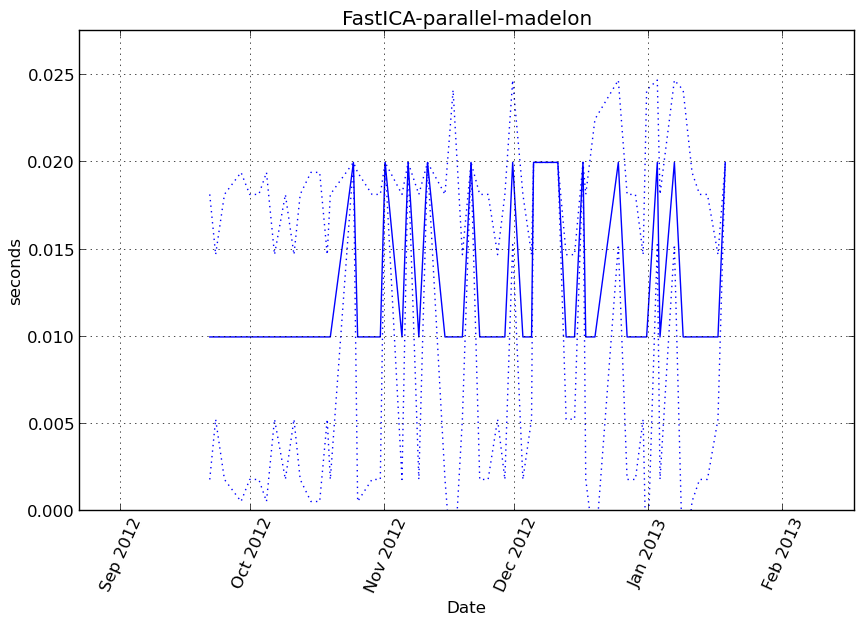 FastICA-parallel-madelon
0.025
0.020
0.015
0.010
0.005
0.000
seconds
Sep 2012
Oct 2012
Nov 2012
Dec 2012
Jan 2013
Feb 2013
Date